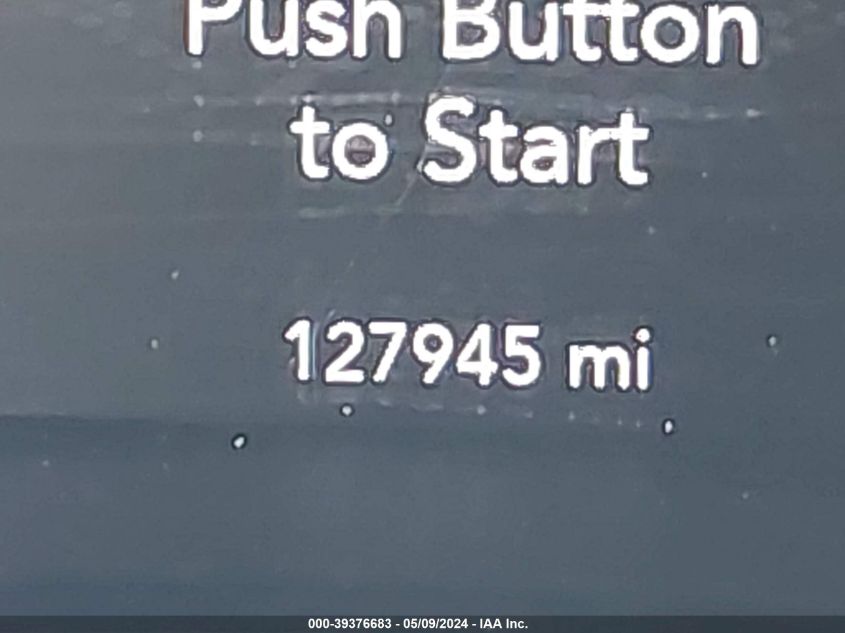 Push Button
to Start
127945 mi
000-39376683 - 05/09/2024 - IAA Inc.